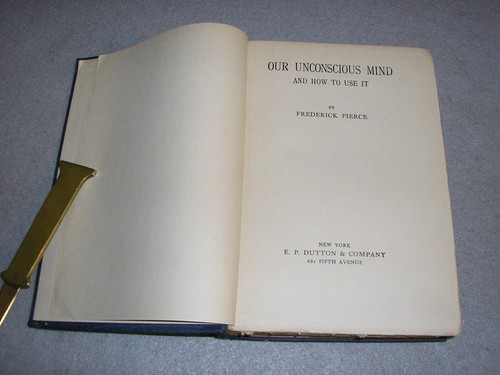 OUR UNCONSCIOUS MIND
AND HOW TO USE IT
BY
FREDERICK PIERCE
NEW YORK
E. P. DUTTON & COMPANY
681 FIFTH AVENUE